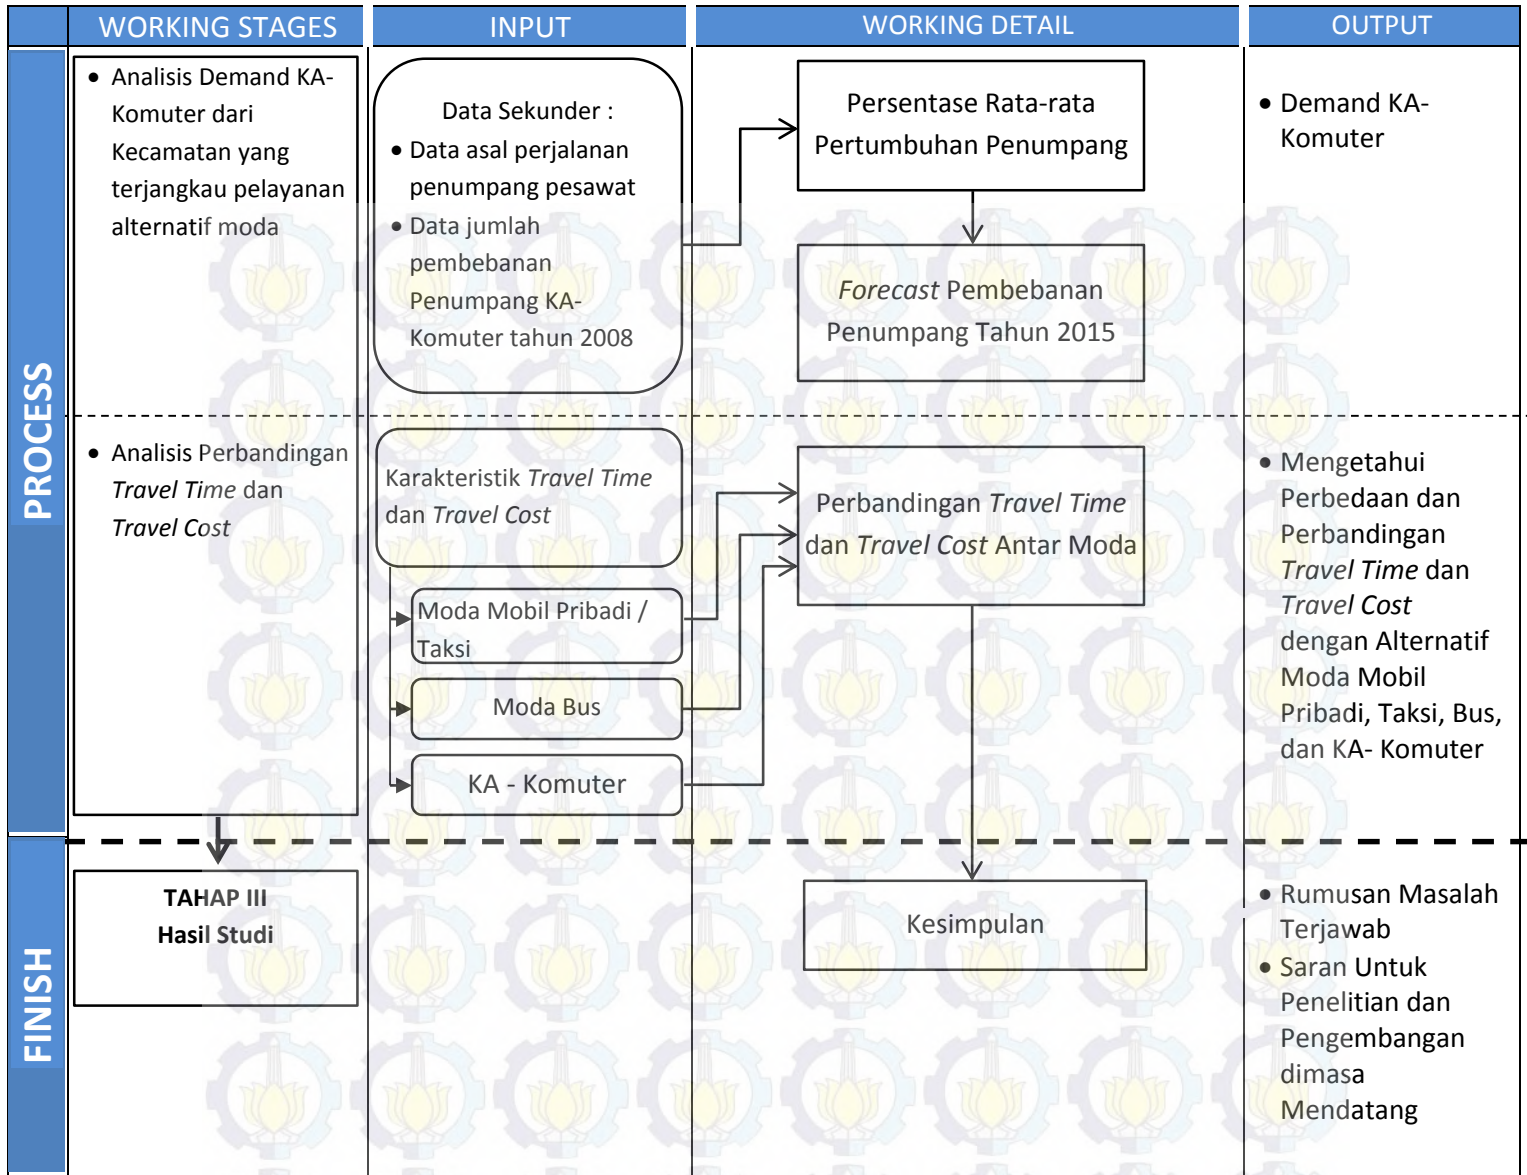 WORKING STAGES
INPUT
WORKING DETAIL
OUTPUT
PROCESS
• Analisis Demand KA-
Komuter dari
Kecamatan yang
terjangkau pelayanan
alternatif moda
Data Sekunder :
• Data asal perjalanan
penumpang pesawat
• Data jumlah
pembebanan
Penumpang KA-
Komuter tahun 2008
Persentase Rata-rata
Pertumbuhan Penumpang
Forecast Pembebanan
Penumpang Tahun 2015
• Demand KA-
Komuter
• Analisis Perbandingan
Travel Time dan
Travel Cost
Karakteristik Travel Time
dan Travel Cost
Moda Mobil Pribadi /
Taksi
Moda Bus
KA - Komuter
Perbandingan Travel Time
dan Travel Cost Antar Moda
• Mengetahui
Perbedaan dan
Perbandingan
Travel Time dan
Travel Cost
dengan Alternatif
Moda Mobil
Pribadi, Taksi, Bus,
dan KA- Komuter
FINISH
TAHAP III
Hasil Studi
Kesimpulan
• Rumusan Masalah
Terjawab
• Saran Untuk
Penelitian dan
Pengembangan
dimasa
Mendatang